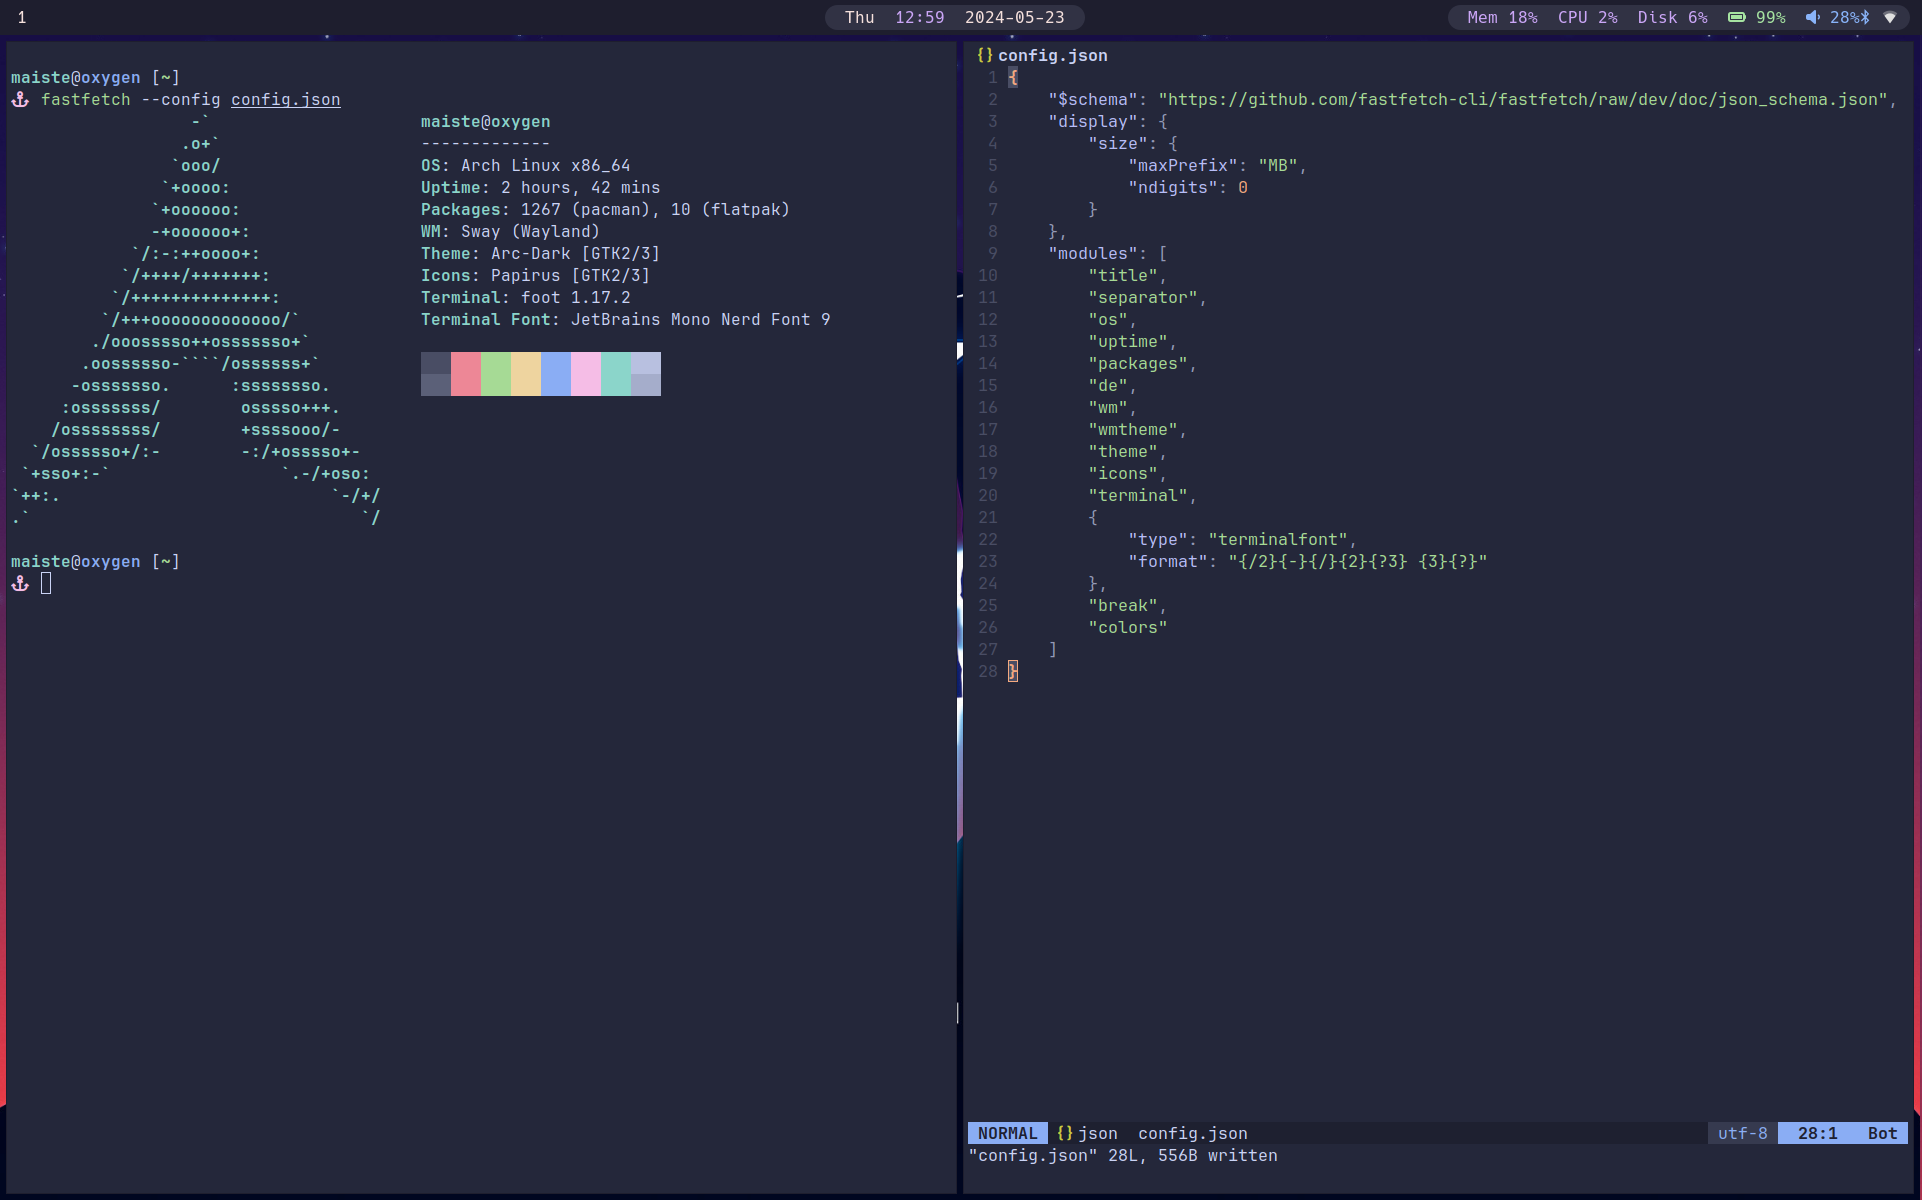 1
Thu 12:59 2024-05-23
Mem 18% CPU 2% Disk 6% 99% 28%
maiste@oxygen [~]
fastfetch --config config.json
                  -`
                 .o+`
                `ooo/
               `+oooo:
              `+oooooo:
              -+oooooo+:
            `/:-:++oooo+:
           `/++++/+++++++:
          `/++++++++++++++:
         `/+++ooooooooooooo/`
        ./ooosssso++osssssso+`
       .oossssso-````/ossssss+`
      -osssssso.      :ssssssso.
     :osssssss/        osssso+++.
    /ossssssss/        +ssssooo/-
  `/ossssso+/:-        -:/+osssso+-
 `+sso+:-`                 `.-/+oso:
`++:.                           `-/+/
.`                                 `/
maiste@oxygen
-------------
OS: Arch Linux x86_64
Uptime: 2 hours, 42 mins
Packages: 1267 (pacman), 10 (flatpak)
WM: Sway (Wayland)
Theme: Arc-Dark [GTK2/3]
Icons: Papirus [GTK2/3]
Terminal: foot 1.17.2
Terminal Font: JetBrains Mono Nerd Font 9
maiste@oxygen [~]
{} config.json
1 {
2     "$schema": "https://github.com/fastfetch-cli/fastfetch/raw/dev/doc/json_schema.json",
3     "display": {
4         "size": {
5             "maxPrefix": "MB",
6             "ndigits": 0
7         }
8     },
9     "modules": [
10         "title",
11         "separator",
12         "os",
13         "uptime",
14         "packages",
15         "de",
16         "wm",
17         "wmtheme",
18         "theme",
19         "icons",
20         "terminal",
21         {
22             "type": "terminalfont",
23             "format": "{/2}{-}{/}{2}{?3} {3}{?}"
24         },
25         "break",
26         "colors"
27     ]
28 }
NORMAL {} json config.json utf-8 28:1 Bot
"config.json" 28L, 556B written